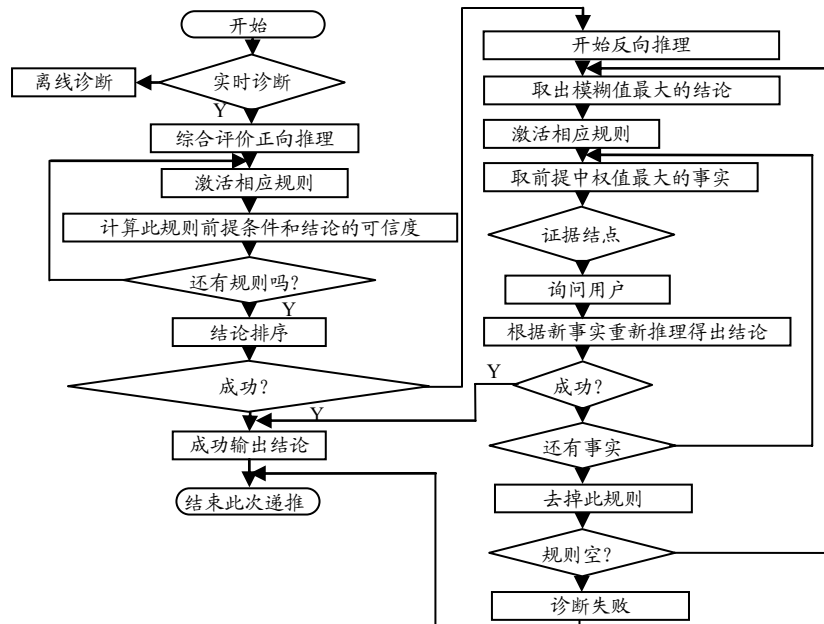 开始
实时诊断
离线诊断
Y
综合评价正向推理
激活相应规则
计算此规则前提条件和结论的可信度
还有规则吗?
Y
结论排序
成功?
Y
成功输出结论
结束此次递推
开始反向推理
取出模糊值最大的结论
激活相应规则
取前提中权值最大的事实
证据结点
询问用户
根据新事实重新推理得出结论
Y
成功?
还有事实
去掉此规则
规则空?
诊断失败